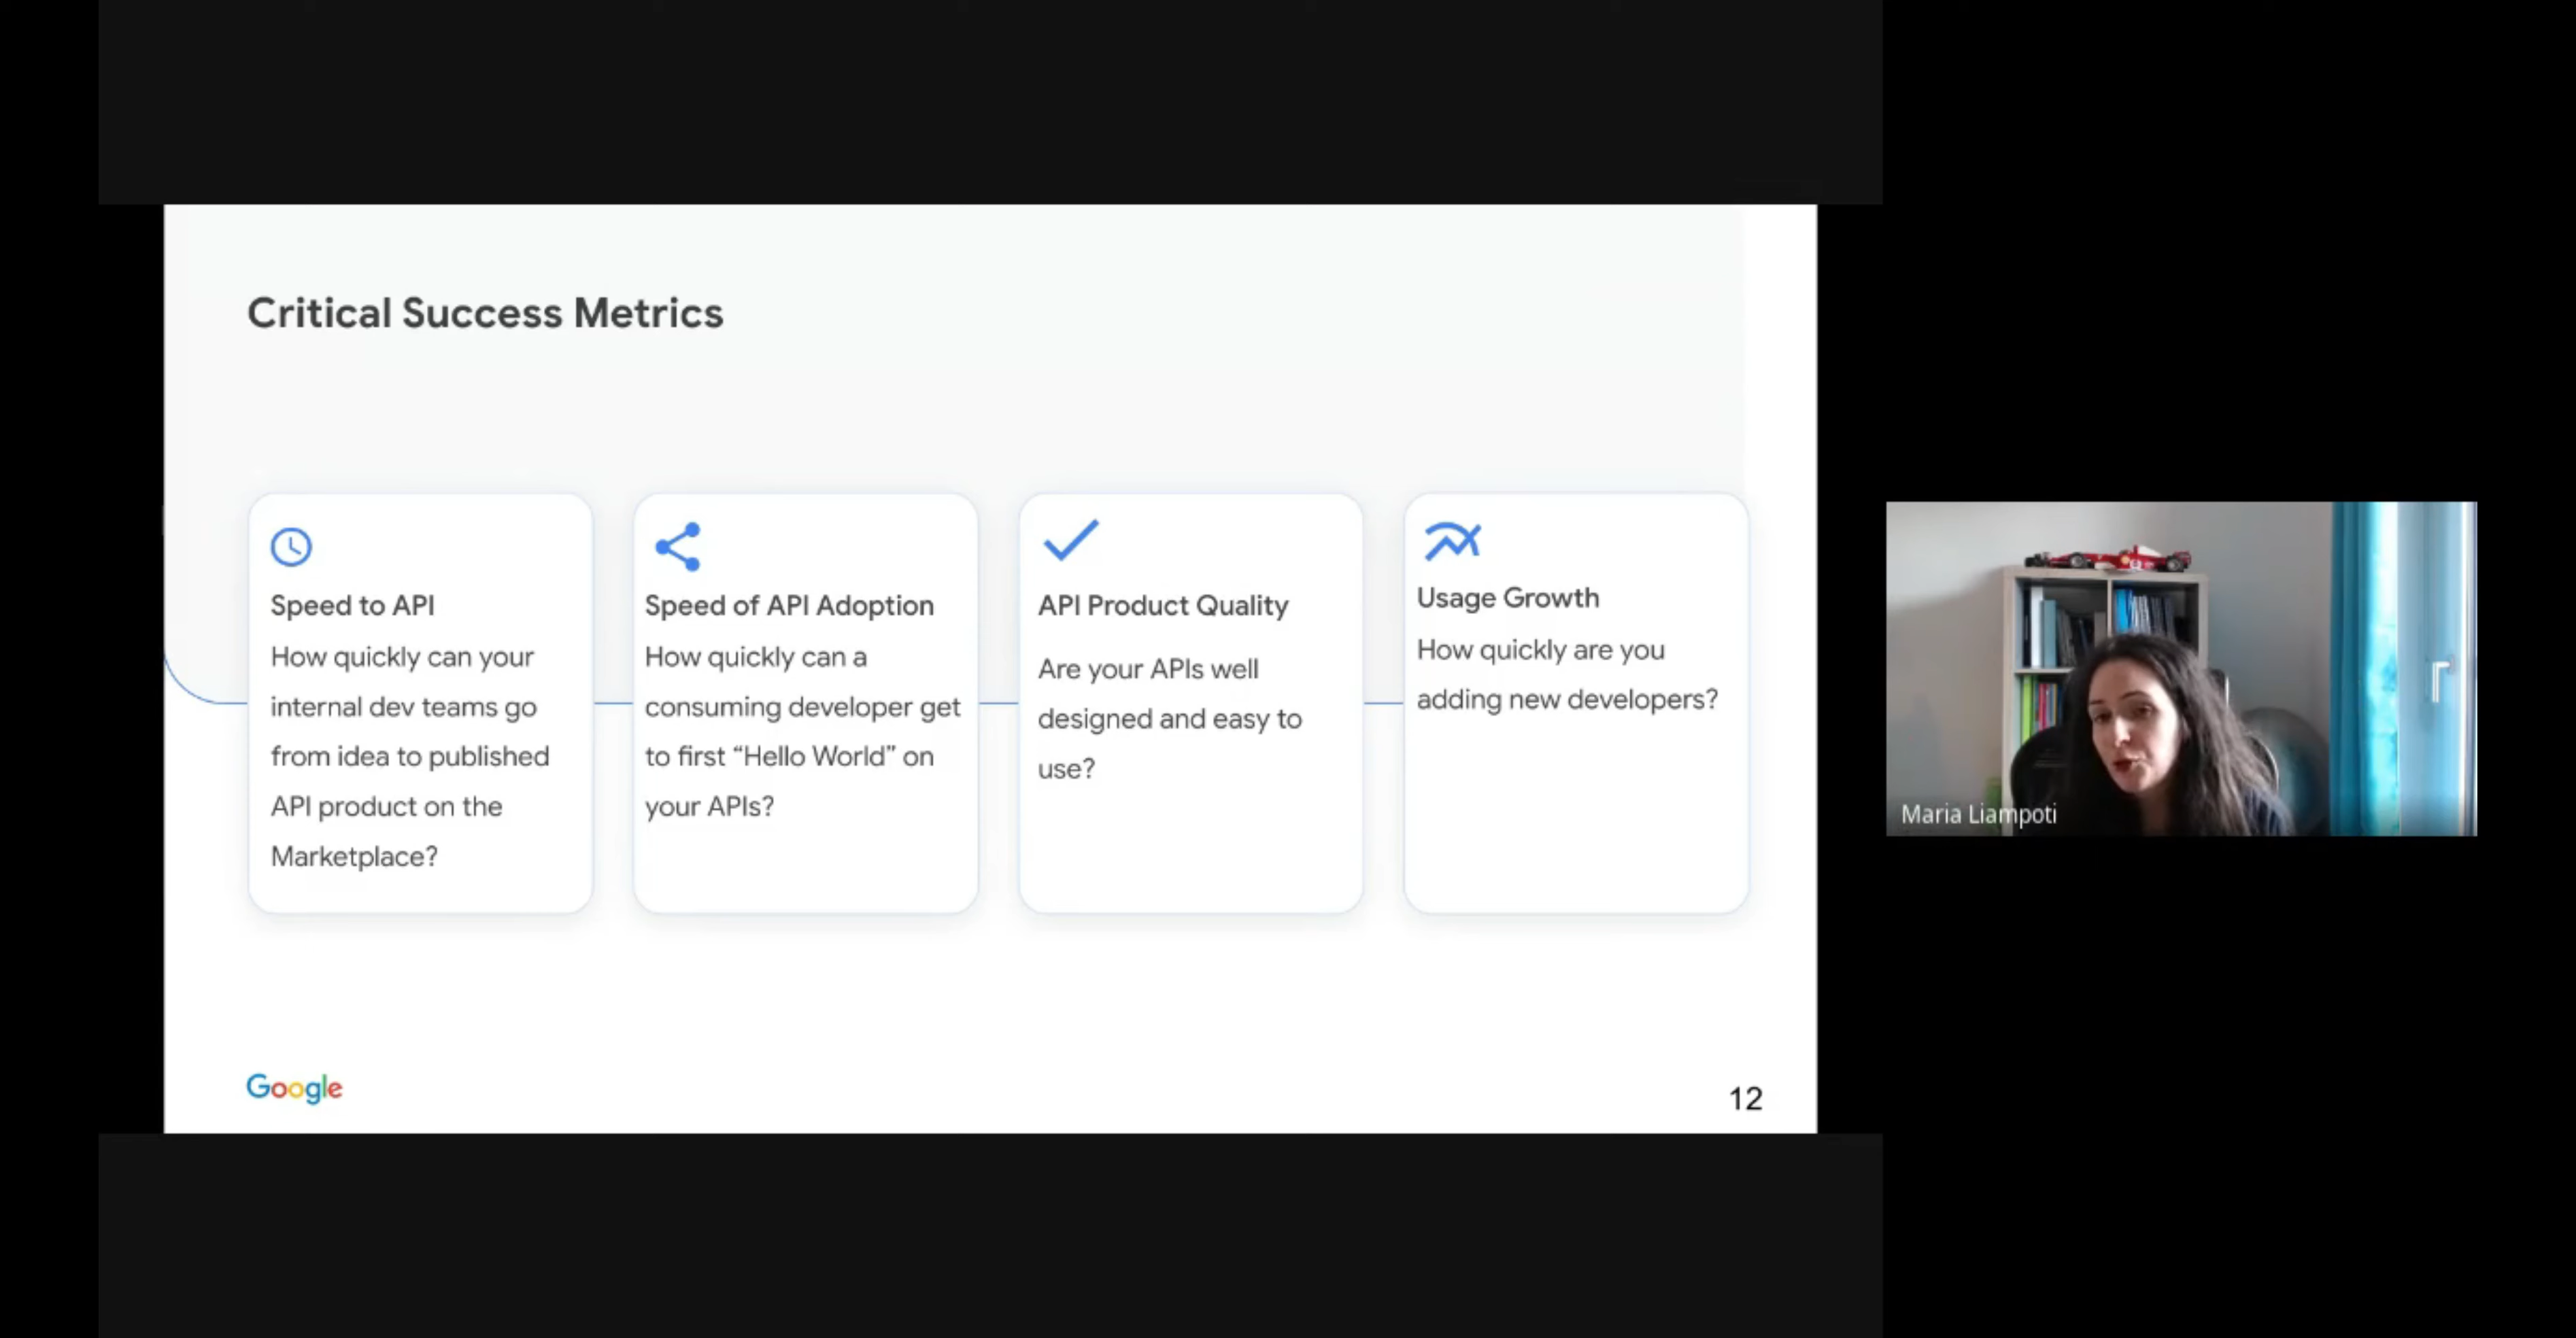 Critical Success Metrics
Speed to API
How quickly can your
internal dev teams go
from idea to published
API product on the
Marketplace?
Speed of API Adoption
How quickly can a
consuming developer get
to first “Hello World” on
your APIs?
API Product Quality
Are your APIs well
designed and easy to
use?
Usage Growth
How quickly are you
adding new developers?
Google
12
Maria Liampoti